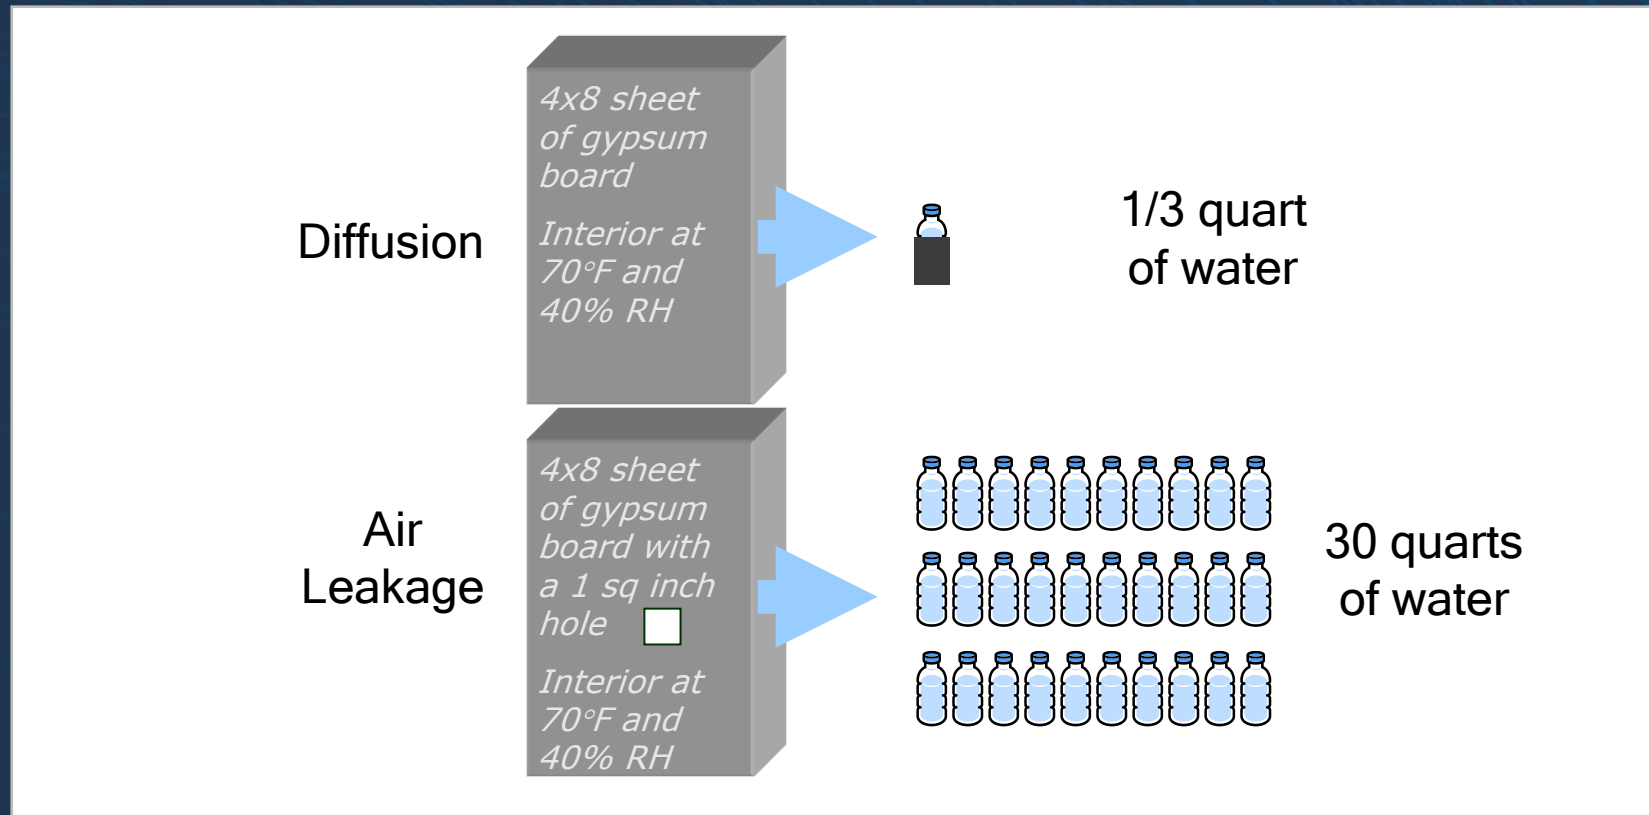 Diffusion
4x8 sheet
of gypsum
board
Interior at
70°F and
40% RH
1/3 quart
of water
Air
Leakage
4x8 sheet
of gypsum
board with
a 1 sq inch
hole
Interior at
70°F and
40% RH
30 quarts
of water